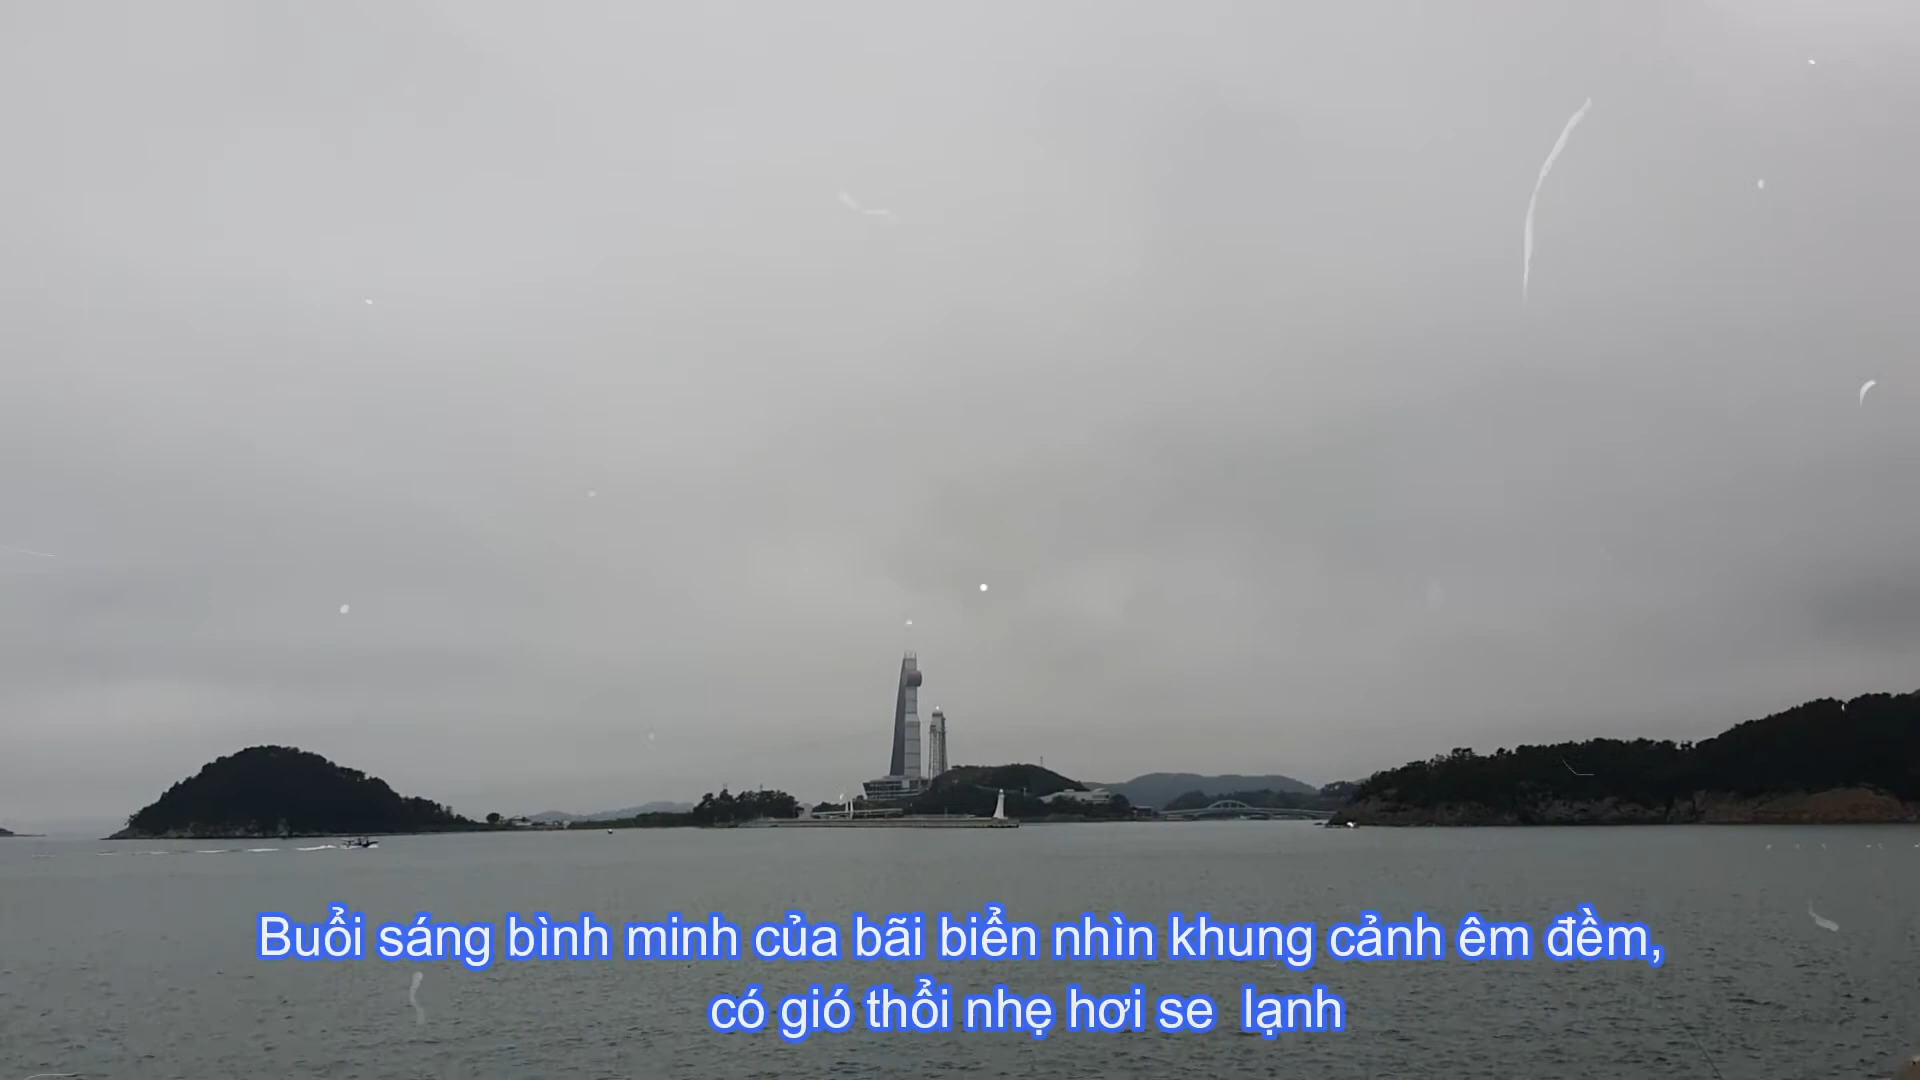 Buổi sáng bình minh của bãi biển nhìn khung cảnh êm đềm,
có gió thổi nhẹ hơi se  lạnh